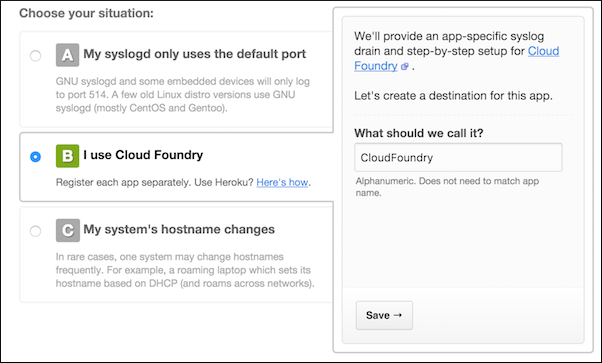 Choose your situation:
A My syslogd only uses the default port
GNU syslogd and some embedded devices will only log
to port 514. A few old Linux distro versions use GNU
syslogd (mostly CentOS and Gentoo).
B I use Cloud Foundry
Register each app separately. Use Heroku? Here's how.
C My system's hostname changes
In rare cases, one system may change hostnames
frequently. For example, a roaming laptop which sets its
hostname based on DHCP (and roams across networks).
We'll provide an app-specific syslog
drain and step-by-step setup for Cloud
Foundry .
Let's create a destination for this app.
What should we call it?
CloudFoundry
Alphanumeric. Does not need to match app
name.
Save →